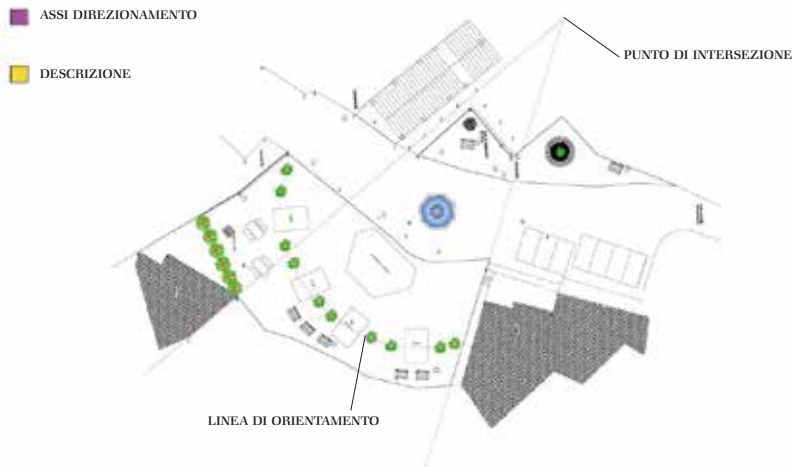 ASSI DIREZIONAMENTO
PUNTO DI INTERSEZIONE
DESCRIZIONE
LINEA DI ORIENTAMENTO